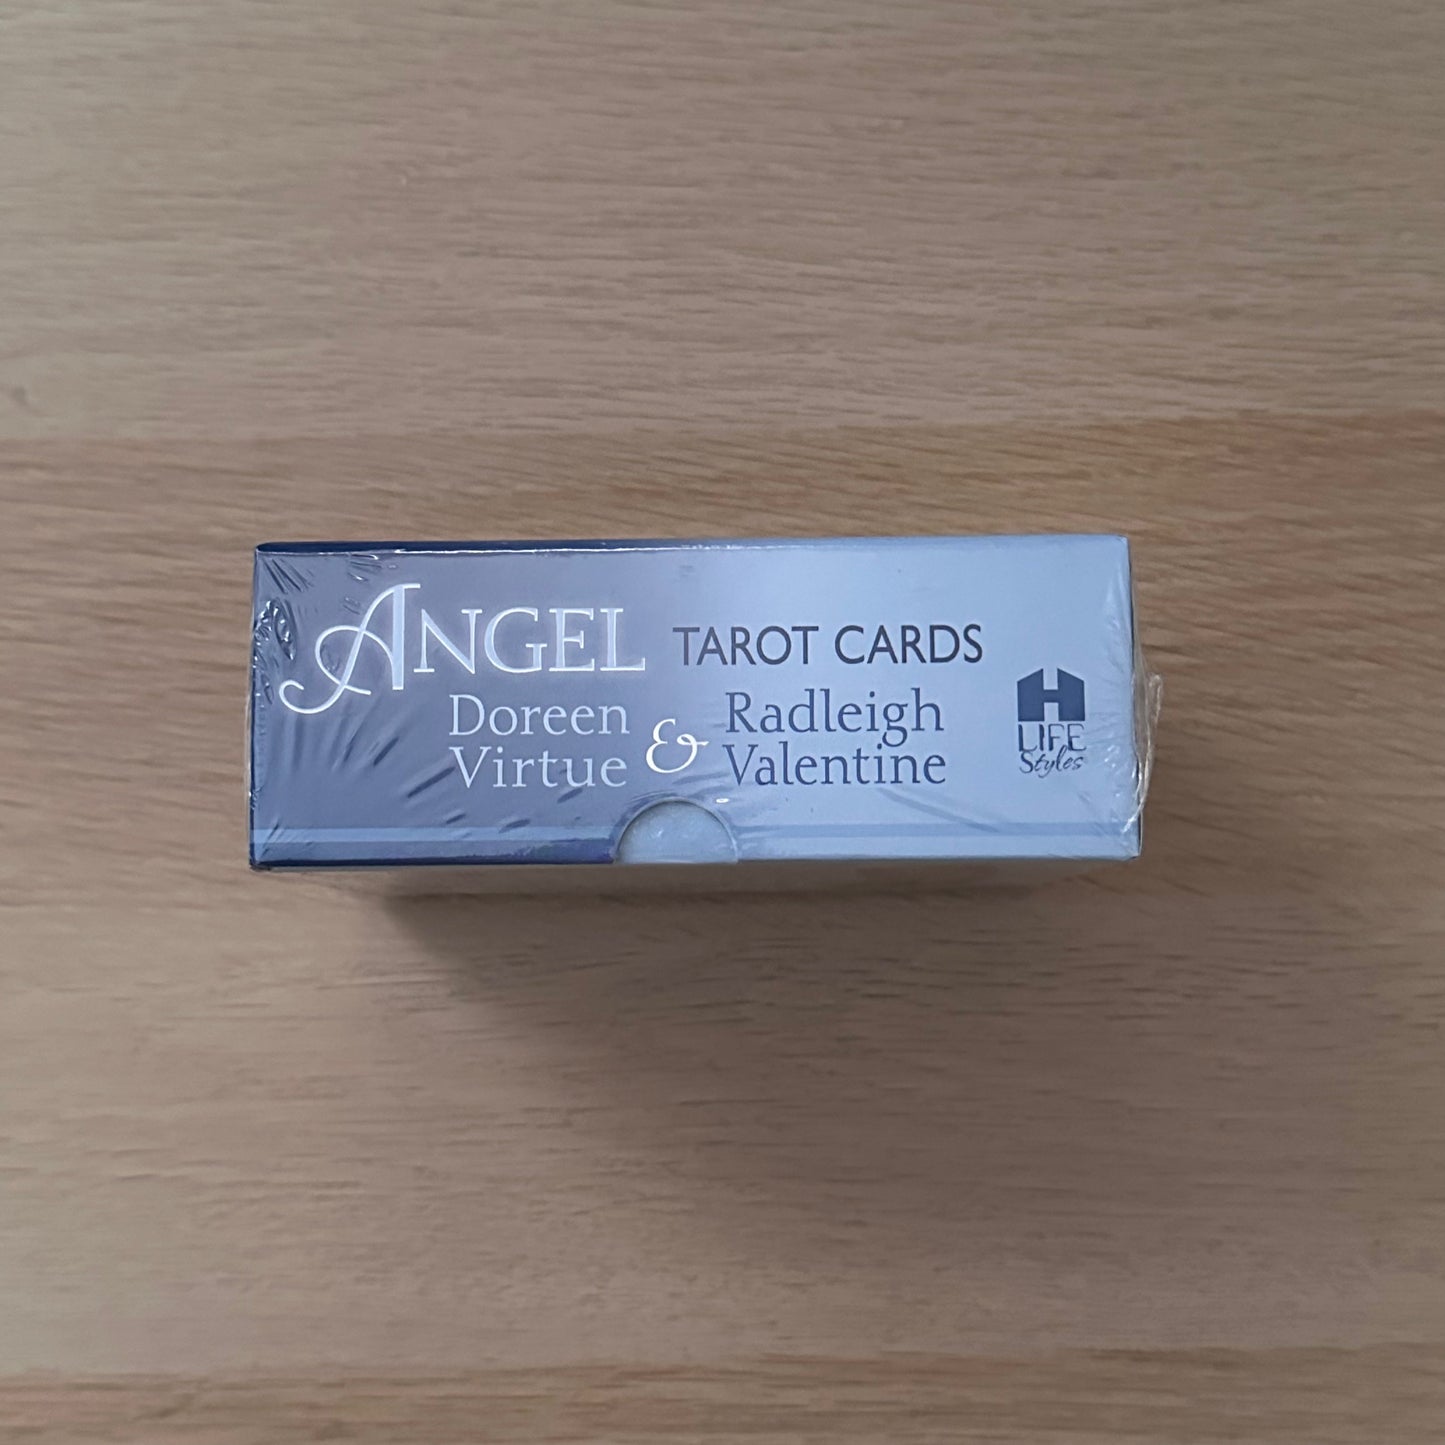 ANGEL TAROT CARDS
Doreen Virtue & Radleigh Valentine
H
LIFE
Styles